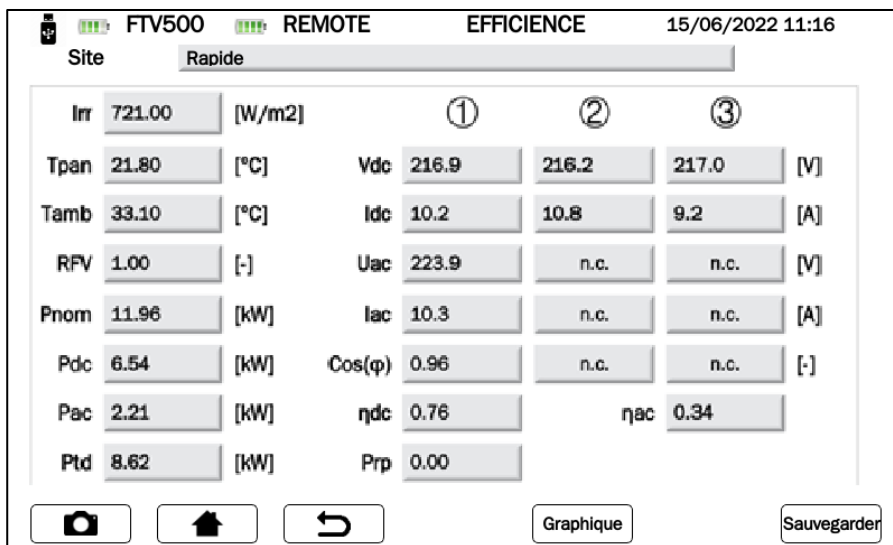 FTV500 REMOTE EFFICIENCE 15/06/2022 11:16
Site Rapide
Irr 721.00 [W/m2] ① ② ③
Tpan 21.80 [°C] Vdc 216.9 216.2 217.0 [V]
Tamb 33.10 [°C] Idc 10.2 10.8 9.2 [A]
RFV 1.00 [-] Uac 223.9 n.c. n.c. [V]
Pnom 11.96 [kW] Iac 10.3 n.c. n.c. [A]
Pdc 6.54 [kW] Cos(φ) 0.96 n.c. n.c. [-]
Pac 2.21 [kW] ηdc 0.76 ηac 0.34
Ptd 8.62 [kW] Prp 0.00
Graphique Sauvegarder